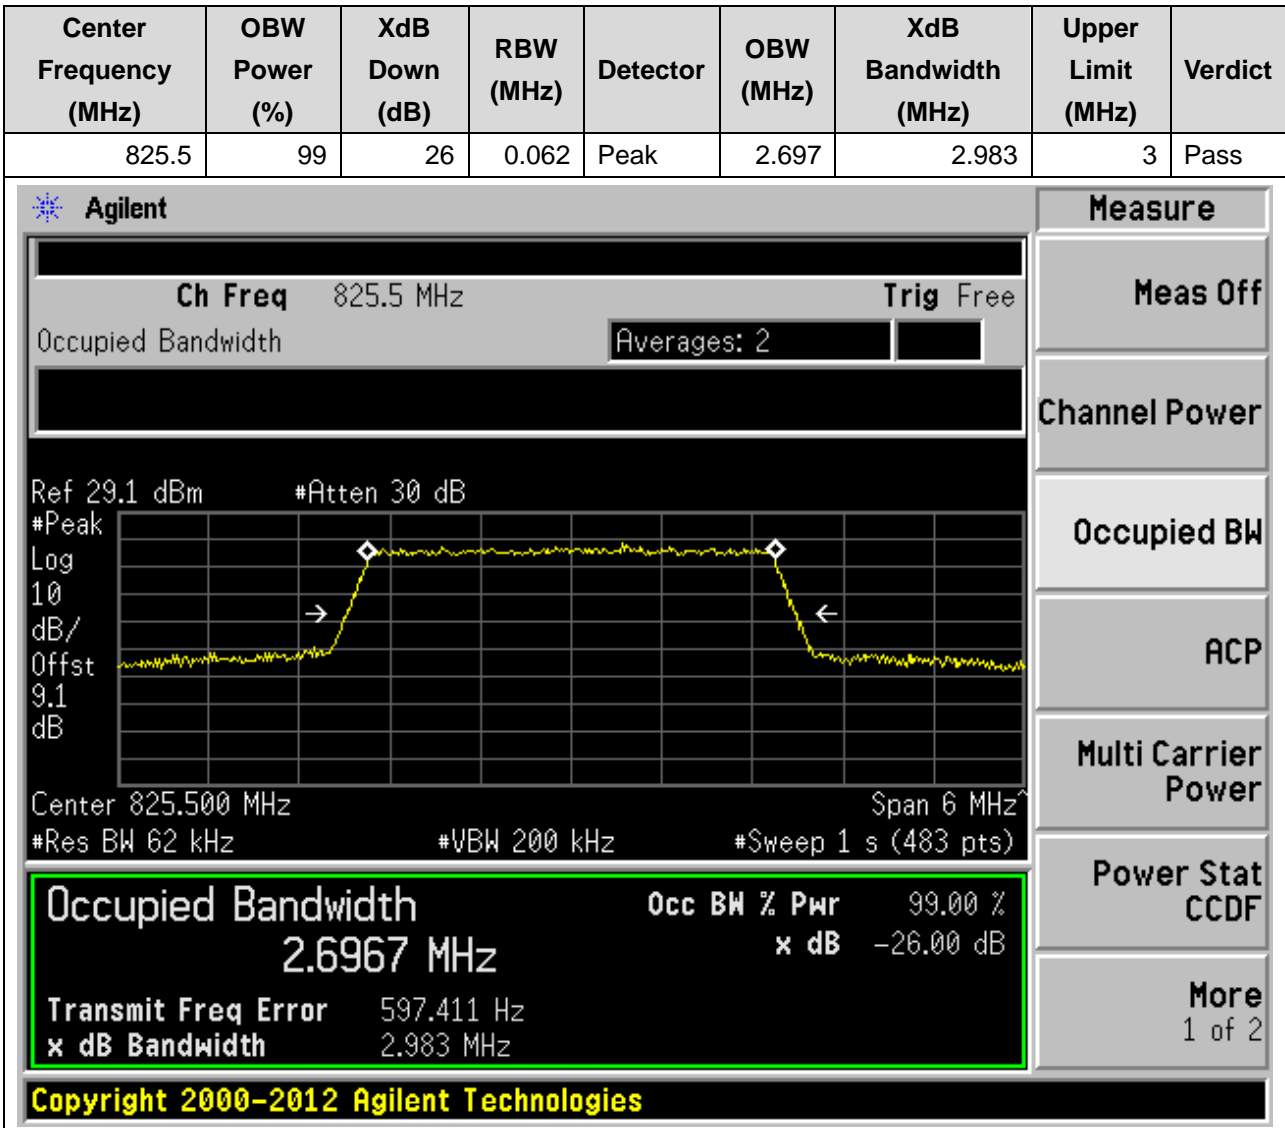 Center Frequency (MHz) OBW Power (%) XdB Down (dB) RBW (MHz) Detector OBW (MHz) XdB Bandwidth (MHz) Upper Limit (MHz) Verdict
825.5 99 26 0.062 Peak 2.697 2.983 3 Pass
Agilent
Measure
Ch Freq 825.5 MHz Trig Free
Meas Off
Occupied Bandwidth Averages: 2
Channel Power
Ref 29.1 dBm #Atten 30 dB
#Peak
Log
10
dB/
Offst
9.1
dB
Occupied BW
ACP
Center 825.500 MHz Span 6 MHz^
#Res BW 62 kHz #VBW 200 kHz #Sweep 1 s (483 pts)
Multi Carrier
Power
Occupied Bandwidth Occ BW % Pwr 99.00 %
2.6967 MHz x dB -26.00 dB
Power Stat
CCDF
Transmit Freq Error 597.411 Hz
x dB Bandwidth 2.983 MHz
More
1 of 2
Copyright 2000-2012 Agilent Technologies